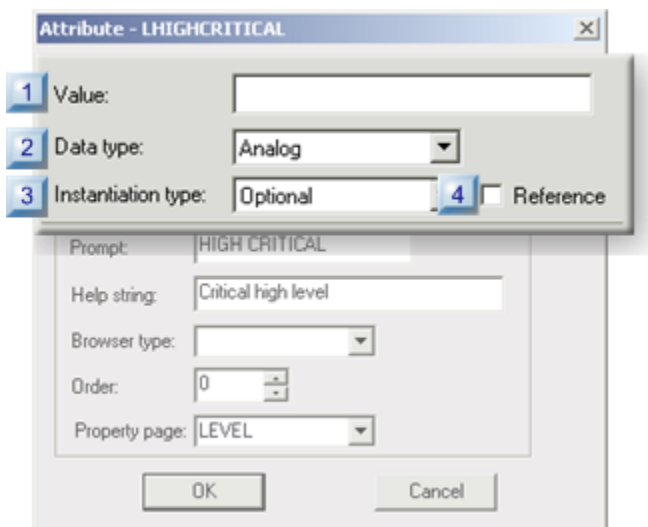 Attribute - LHIGHCRITICAL
1 Value:
2 Data type: Analog
3 Instantiation type: Optional 4 Reference
Prompt: HIGH CRITICAL
Help string: Critical high level
Browser type:
Order: 0
Property page: LEVEL
OK Cancel